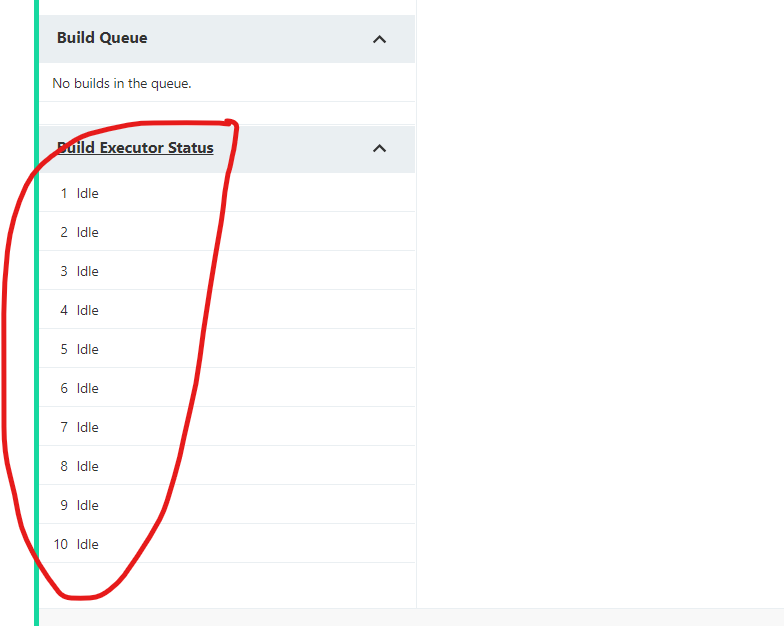 Build Queue
No builds in the queue.
Build Executor Status
1 Idle
2 Idle
3 Idle
4 Idle
5 Idle
6 Idle
7 Idle
8 Idle
9 Idle
10 Idle